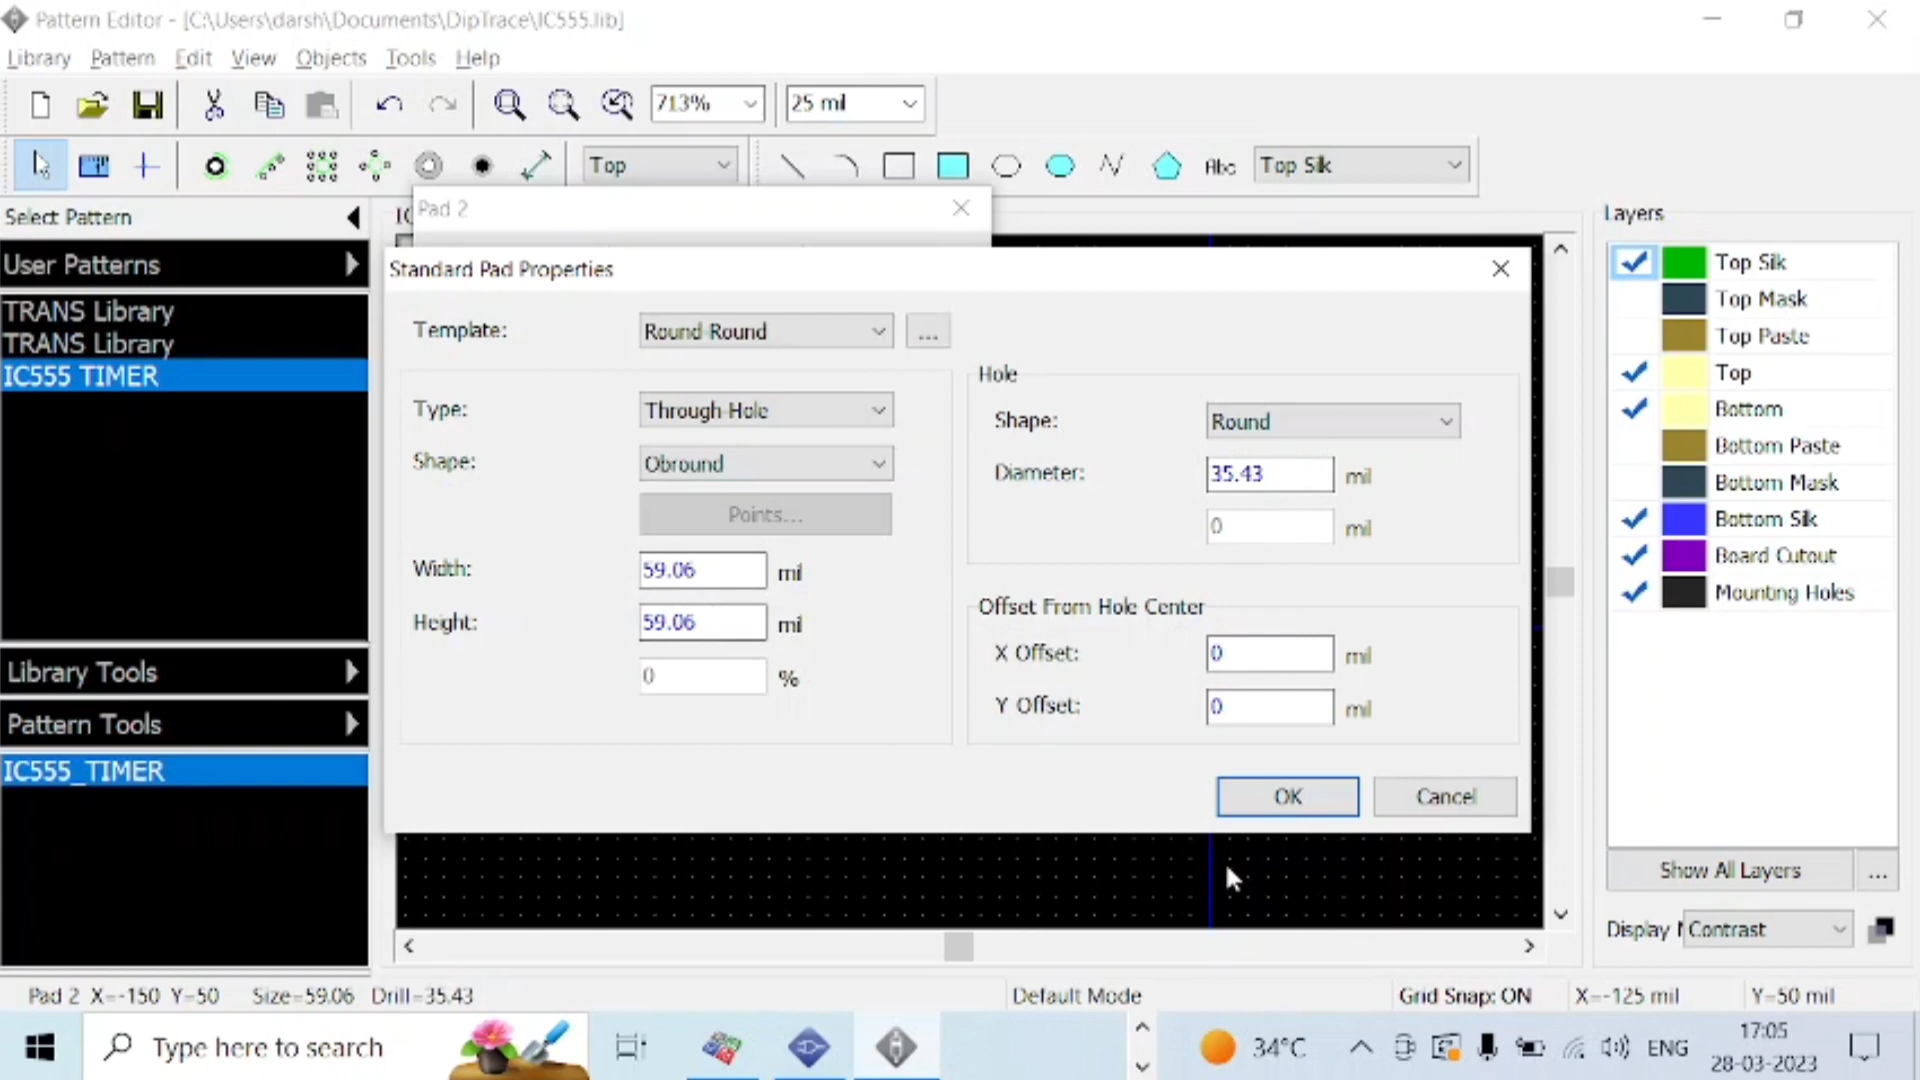 Pattern Editor - [C:\Users\darsh\Documents\DipTrace\IC555.lib]
Library Pattern Edit View Objects Tools Help
713% 25 mil
Top Abc Top Silk
Select Pattern
User Patterns
TRANS Library
TRANS Library
IC555 TIMER
Library Tools
Pattern Tools
IC555_TIMER
IC
Pad 2
Standard Pad Properties
Template: Round-Round ...
Type: Through-Hole
Shape: Obround
Points...
Width: 59.06 mil
Height: 59.06 mil
0 %
Hole
Shape: Round
Diameter: 35.43 mil
0 mil
Offset From Hole Center
X Offset: 0 mil
Y Offset: 0 mil
OK Cancel
Layers
Top Silk
Top Mask
Top Paste
Top
Bottom
Bottom Paste
Bottom Mask
Bottom Silk
Board Cutout
Mounting Holes
Show All Layers ...
Display Contrast
Pad 2 X=-150 Y=50 Size=59.06 Drill=35.43 Default Mode Grid Snap: ON X=-125 mil Y=50 mil
Type here to search 34°C ENG
17:05
28-03-2023